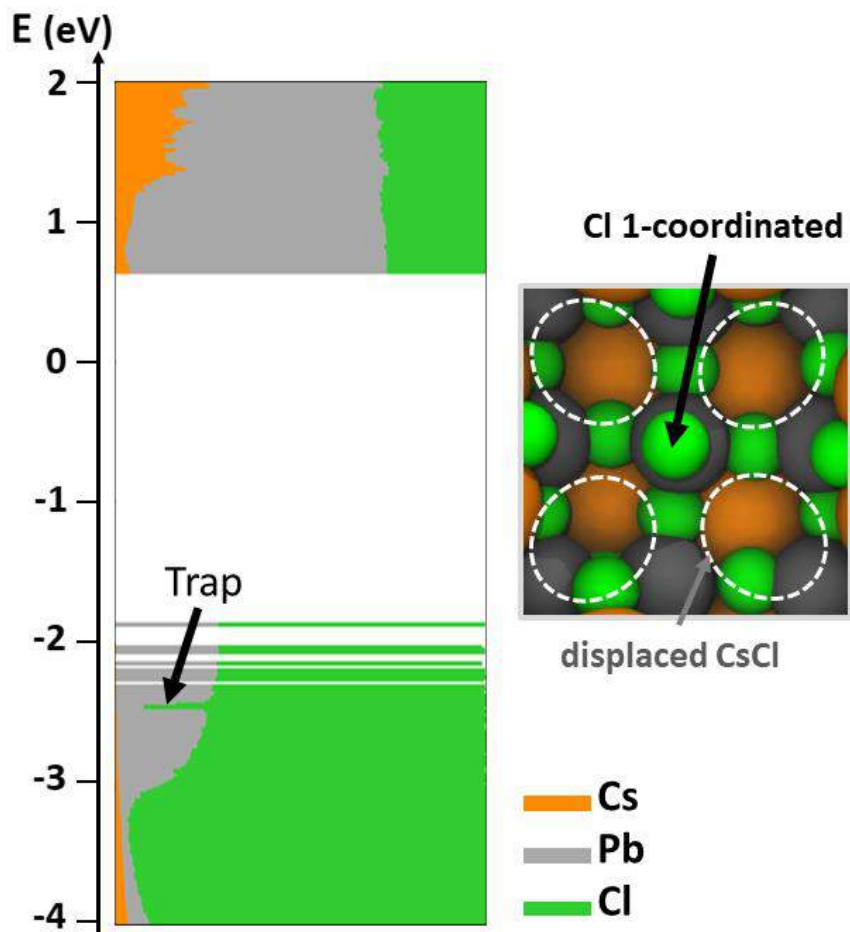 E (eV)
2
1
0
-1
-2
-3
-4
Trap
Cl 1-coordinated
displaced CsCl
Cs
Pb
Cl